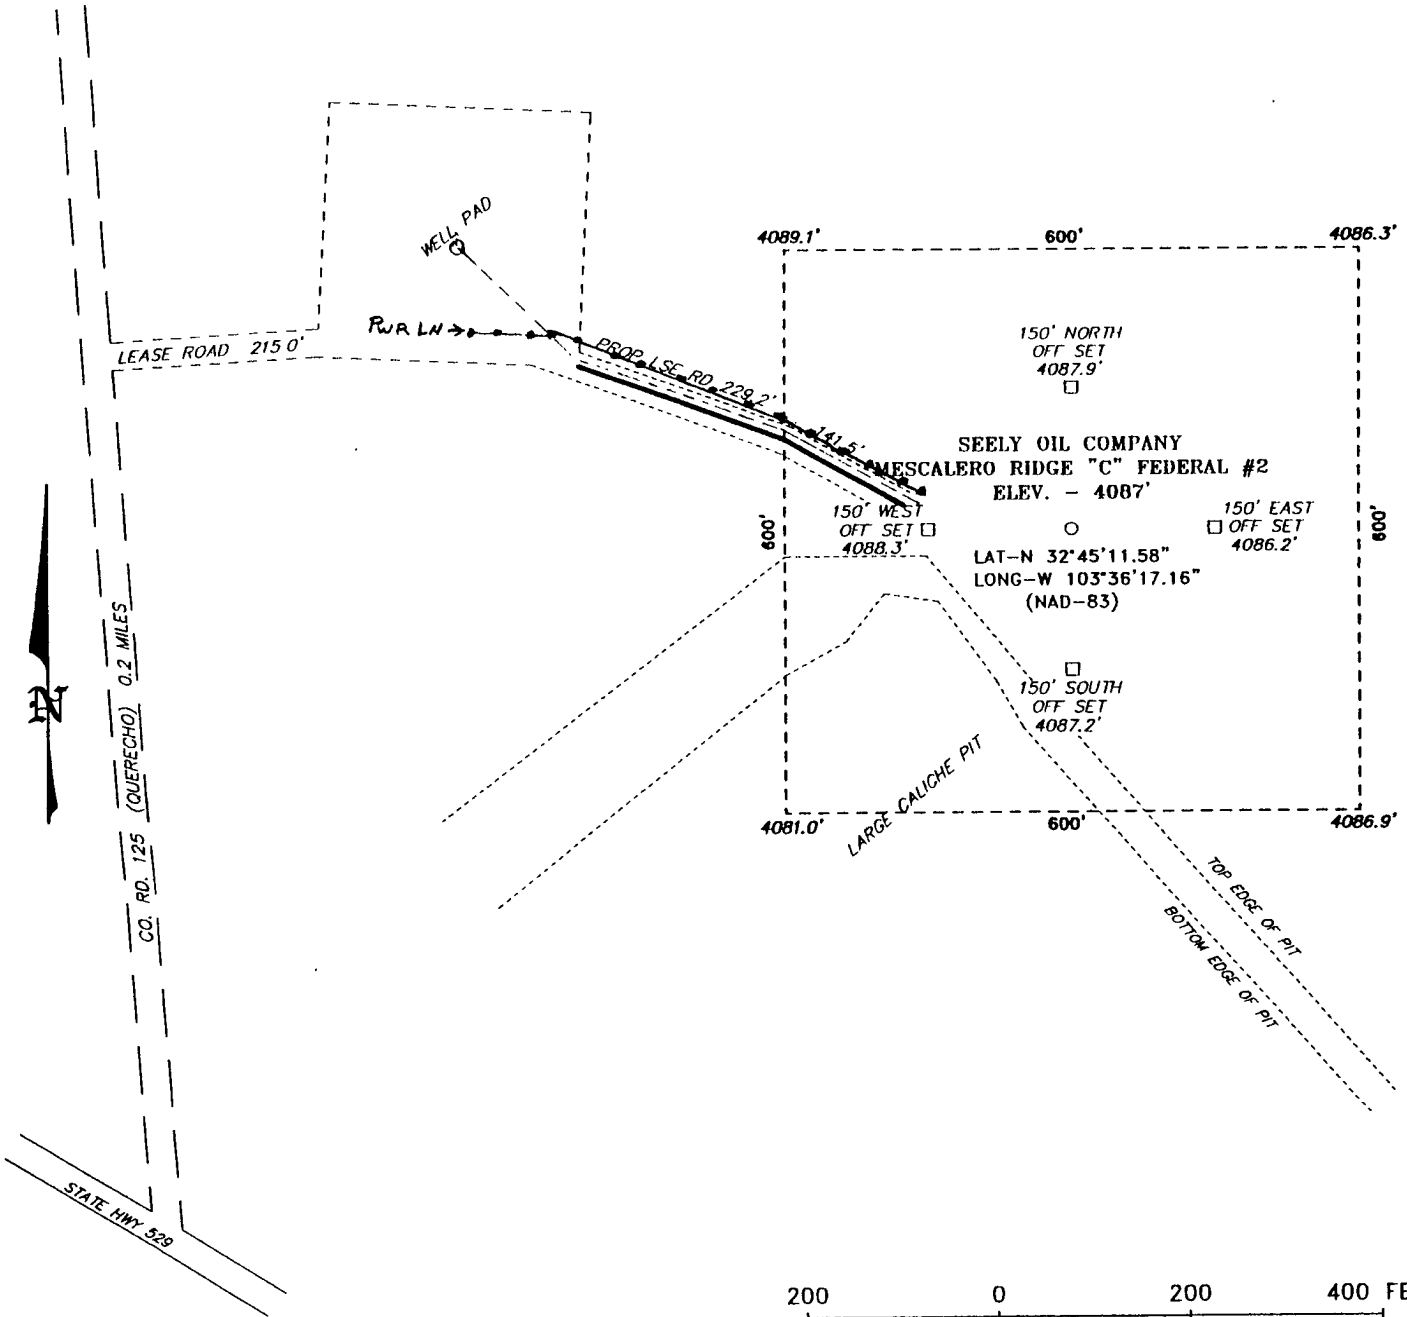 WELL PAD
4089.1'
600'
4086.3'
PWR LN
LEASE ROAD 215.0'
PROP LSE RD 229.2'
150' NORTH
OFF SET
4087.9'
141.5'
SEELY OIL COMPANY
MESCALERO RIDGE "C" FEDERAL #2
ELEV. - 4087'
150' WEST
OFF SET
4088.3'
150' EAST
OFF SET
4086.2'
600'
600'
LAT-N 32°45'11.58"
LONG-W 103°36'17.16"
(NAD-83)
N
CO. RD. 125 (QUERECHO) 0.2 MILES
150' SOUTH
OFF SET
4087.2'
LARGE CALICHE PIT
4081.0'
600'
4086.9'
TOP EDGE OF PIT
BOTTOM EDGE OF PIT
STATE HWY 529
200 0 200 400 FE